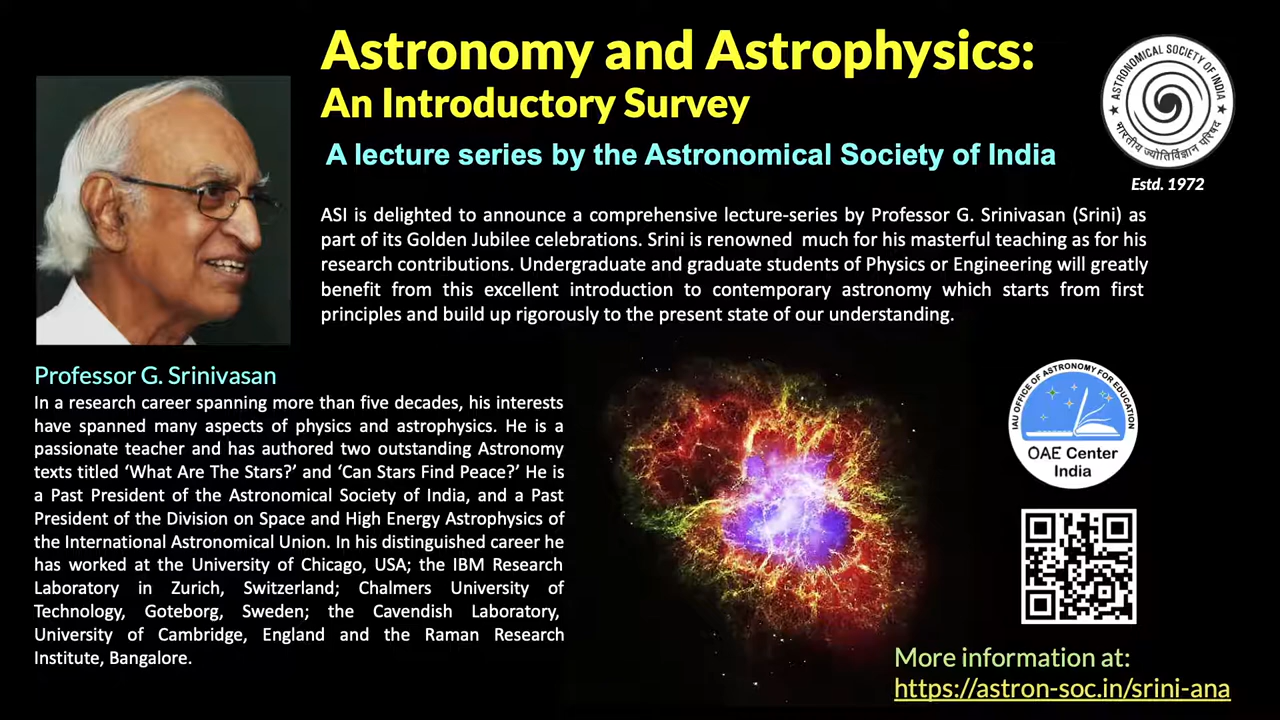 Astronomy and Astrophysics:
An Introductory Survey
A lecture series by the Astronomical Society of India
★ ASTRONOMICAL SOCIETY OF INDIA ★
भारतीय ज्योतिर्विज्ञान परिषद
Estd. 1972
ASI is delighted to announce a comprehensive lecture-series by Professor G. Srinivasan (Srini) as
part of its Golden Jubilee celebrations. Srini is renowned much for his masterful teaching as for his
research contributions. Undergraduate and graduate students of Physics or Engineering will greatly
benefit from this excellent introduction to contemporary astronomy which starts from first
principles and build up rigorously to the present state of our understanding.
Professor G. Srinivasan
In a research career spanning more than five decades, his interests
have spanned many aspects of physics and astrophysics. He is a
passionate teacher and has authored two outstanding Astronomy
texts titled ‘What Are The Stars?’ and ‘Can Stars Find Peace?’ He is
a Past President of the Astronomical Society of India, and a Past
President of the Division on Space and High Energy Astrophysics of
the International Astronomical Union. In his distinguished career he
has worked at the University of Chicago, USA; the IBM Research
Laboratory in Zurich, Switzerland; Chalmers University of
Technology, Goteborg, Sweden; the Cavendish Laboratory,
University of Cambridge, England and the Raman Research
Institute, Bangalore.
IAU OFFICE OF ASTRONOMY FOR EDUCATION
OAE Center
India
More information at:
https://astron-soc.in/srini-ana